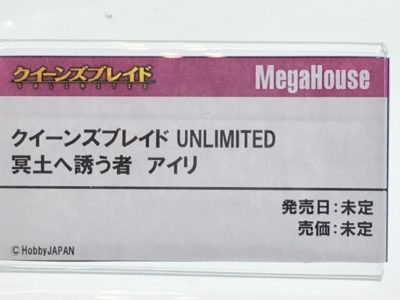 クイーンズブレイド
UNLIMITED
MegaHouse
クイーンズブレイド UNLIMITED
冥土へ誘う者 アイリ
発売日:未定
売価:未定
©HobbyJAPAN